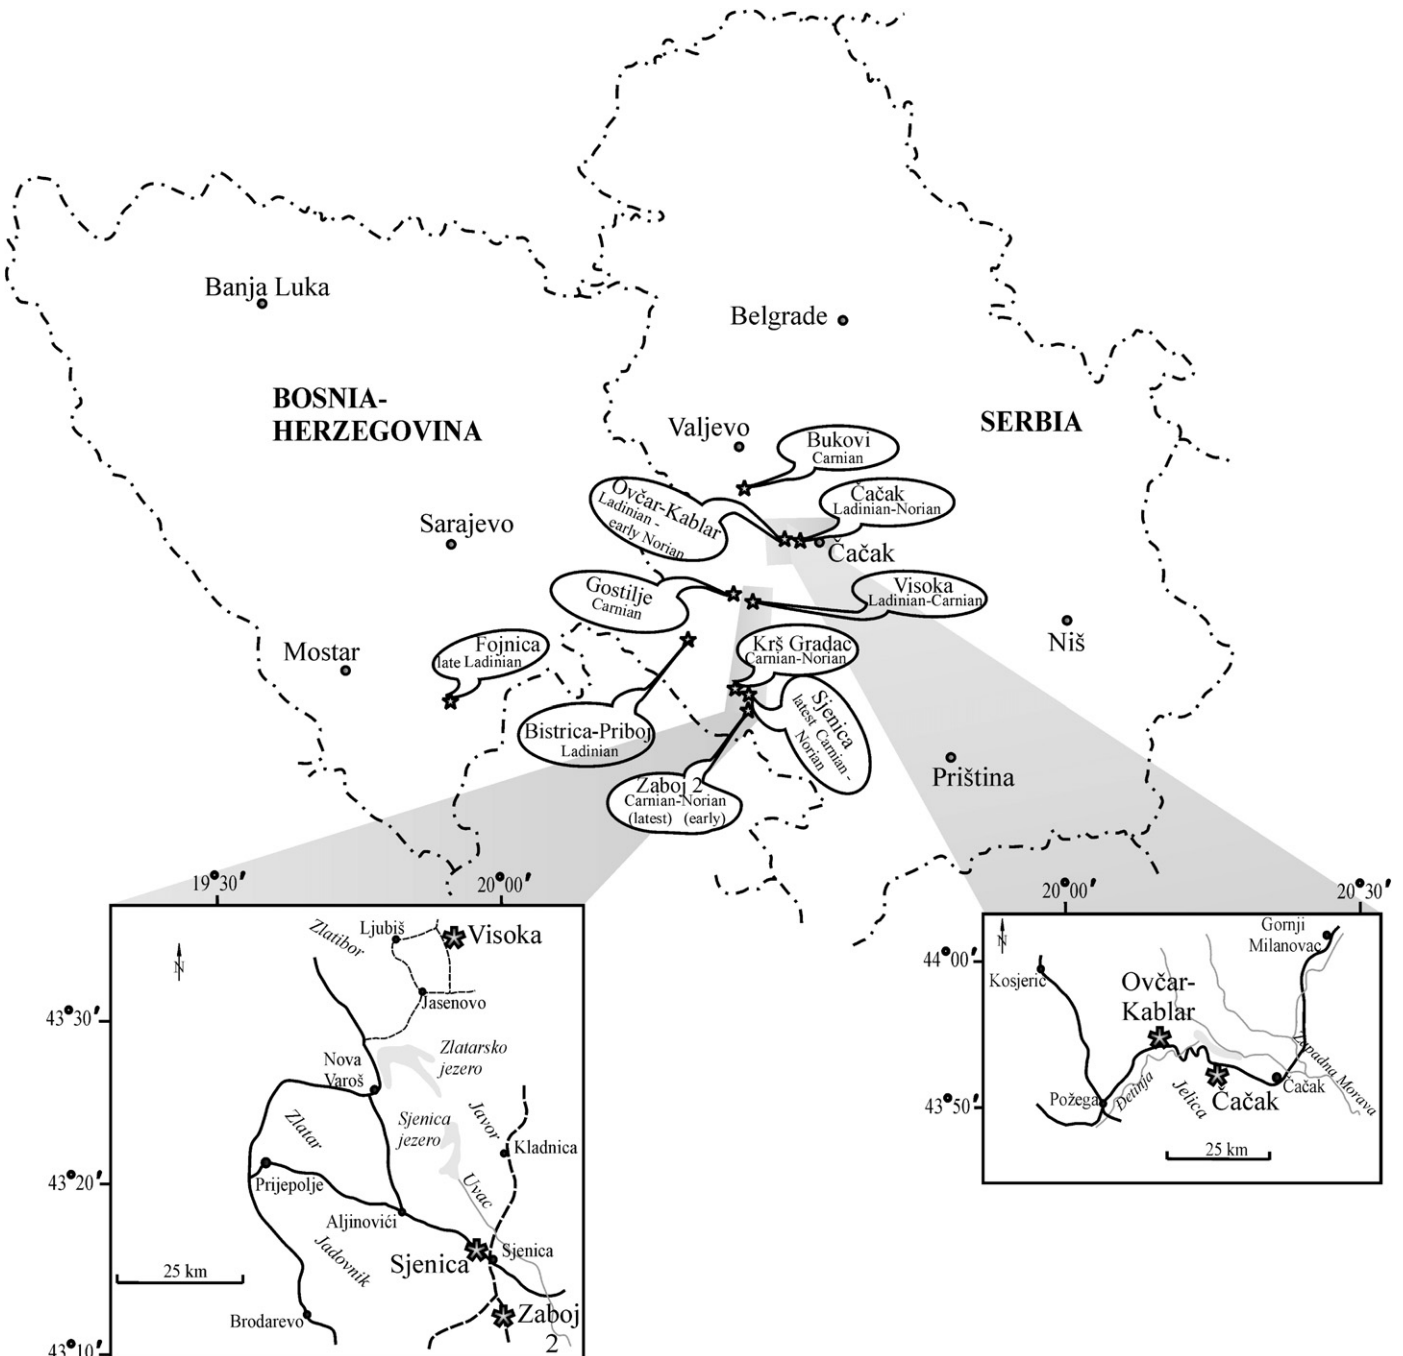 Banja Luka
Belgrade
BOSNIA-
HERZEGOVINA
SERBIA
Valjevo
Bukovi
Carnian
Ovčar-Kablar
Ladinian -
early Norian
Čačak
Ladinian-Norian
Sarajevo
Čačak
Gostilje
Carnian
Visoka
Ladinian-Carnian
Niš
Mostar
Fojnica
late Ladinian
Krš Gradac
Carnian-Norian
Sjenica
latest Carnian -
Norian
Bistrica-Priboj
Ladinian
Priština
Zaboj 2
Carnian-Norian
(latest) (early)
19°30′
20°00′
43°30′
43°20′
43°10′
N
Zlatibor
Ljubiš
Visoka
Jasenovo
Nova
Varoš
Zlatarsko
jezero
Zlatar
Sjenica
jezero
Javor
Kladnica
Prijepolje
Uvac
Aljinovići
Jadovnik
Sjenica
Sjenica
25 km
Brodarevo
Zaboj
2
20°00′
20°30′
44°00′
43°50′
N
Gornji
Milanovac
Kosjerić
Ovčar-
Kablar
Zapadna Morava
Požega
Detinja
Jelica
Čačak
Čačak
25 km